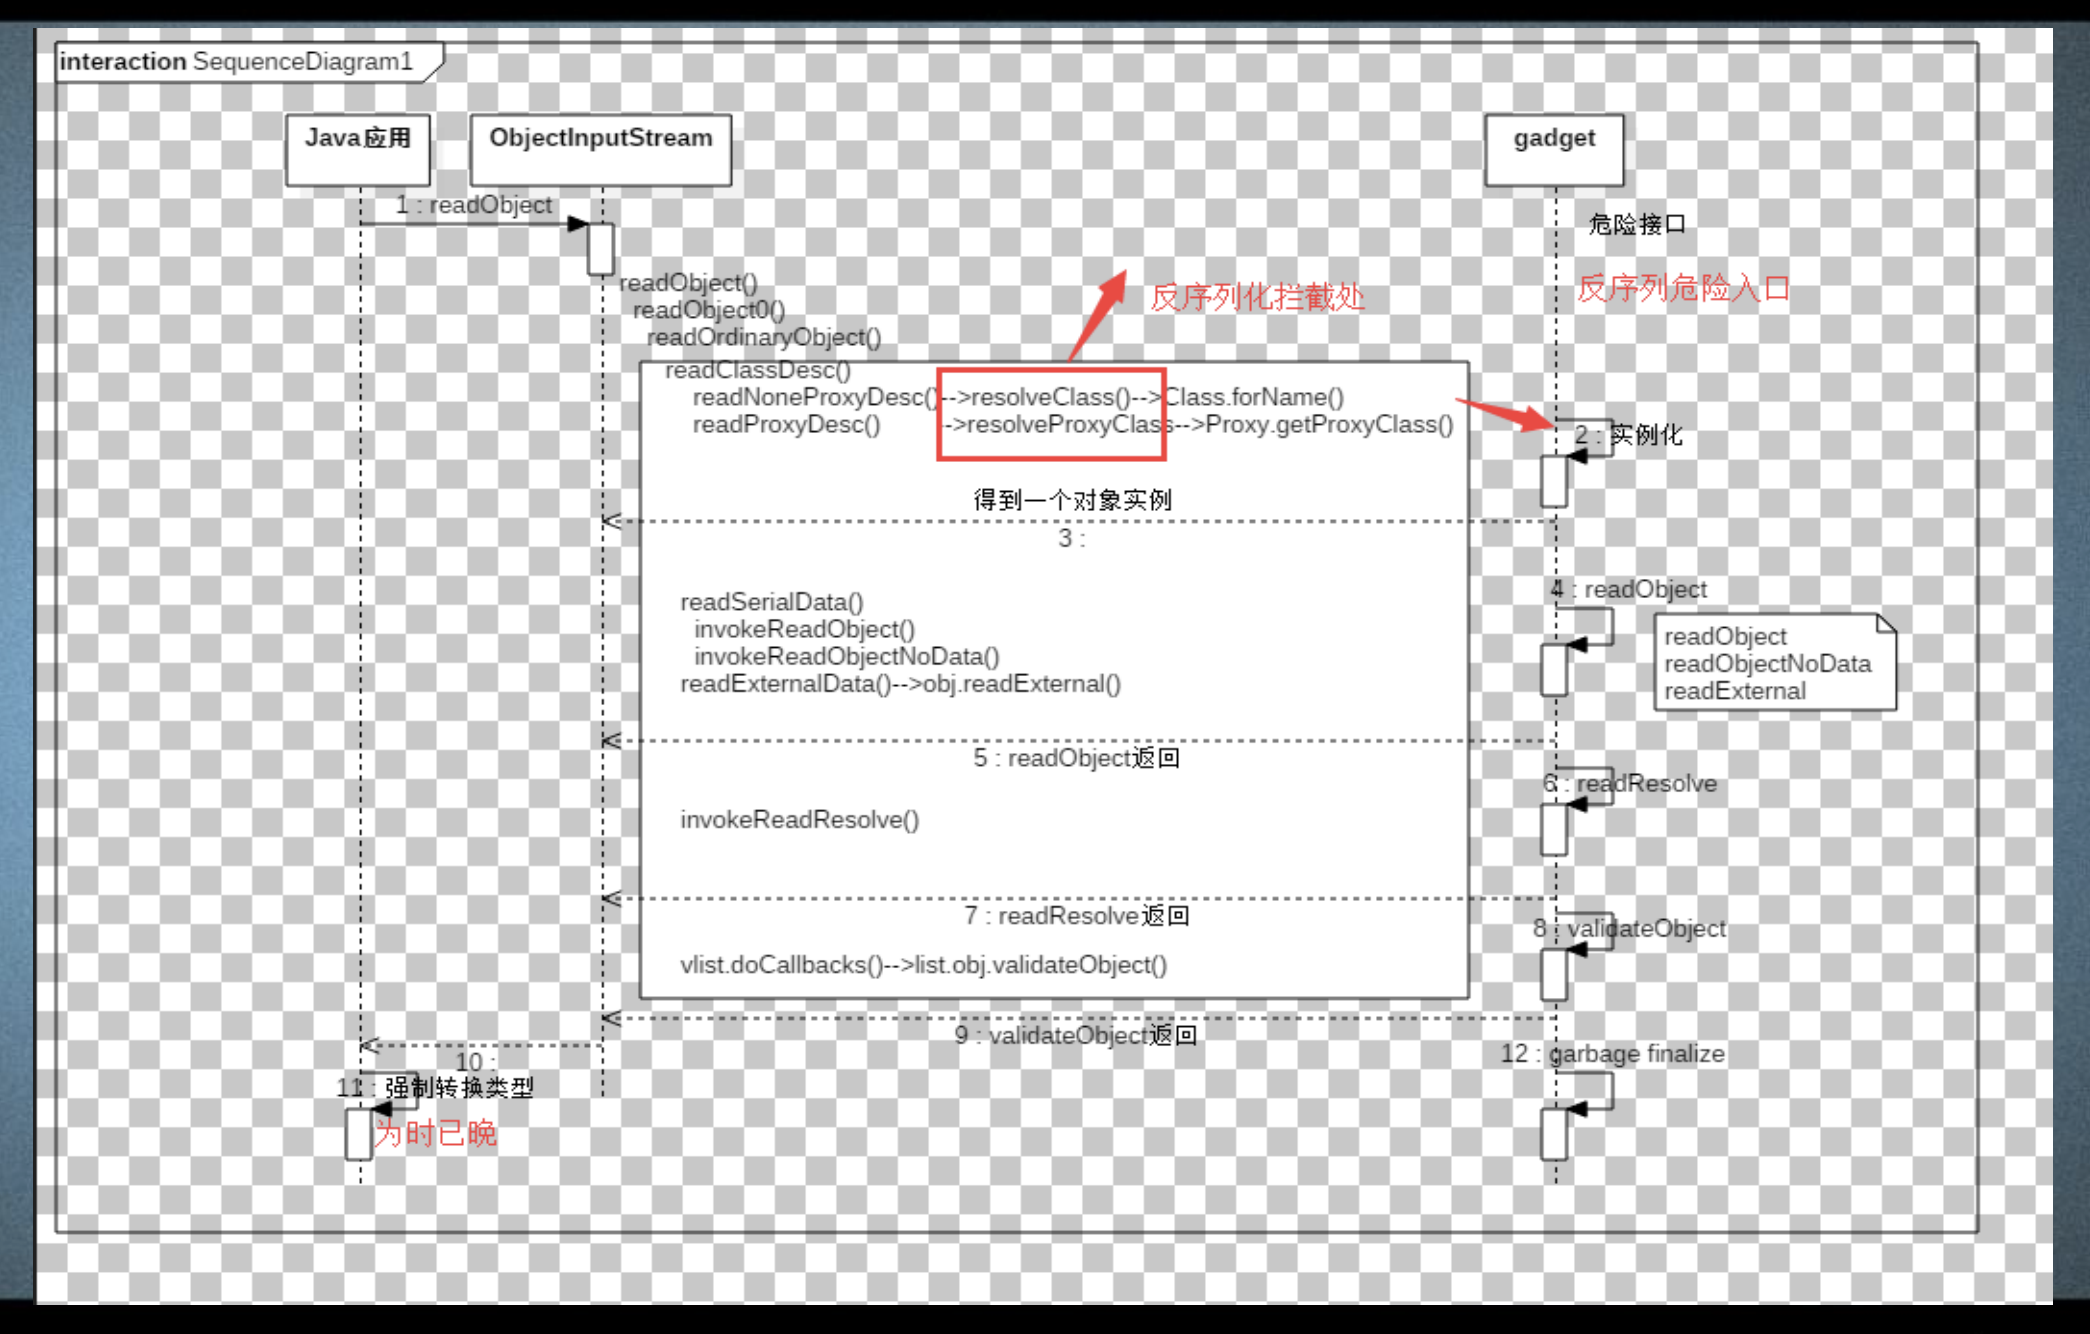 interaction SequenceDiagram1
Java应用
ObjectInputStream
gadget
1 : readObject
危险接口
readObject()
反序列化拦截处
反序列危险入口
readObject0()
readOrdinaryObject()
readClassDesc()
readNoneProxyDesc()-->resolveClass()-->Class.forName()
readProxyDesc() -->resolveProxyClass-->Proxy.getProxyClass()
2 : 实例化
得到一个对象实例
3 :
4 : readObject
readSerialData()
invokeReadObject()
invokeReadObjectNoData()
readExternalData()-->obj.readExternal()
readObject
readObjectNoData
readExternal
5 : readObject返回
6 : readResolve
invokeReadResolve()
7 : readResolve返回
8 : validateObject
vlist.doCallbacks()-->list.obj.validateObject()
9 : validateObject返回
10 :
12 : garbage finalize
11 : 强制转换类型
为时已晚